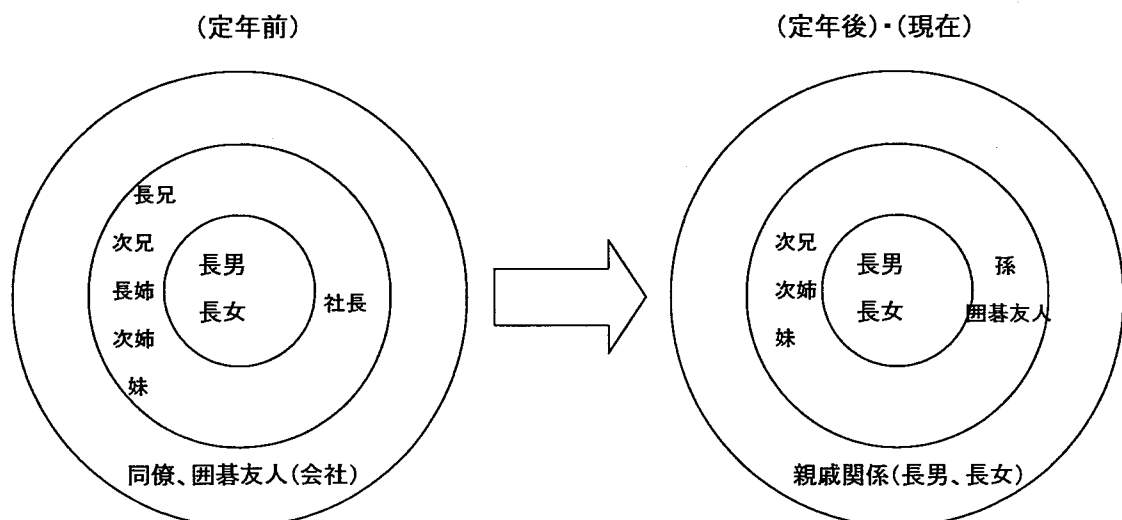 (定年前)
長兄
次兄
長姉
次姉
妹
長男
長女
社長
同僚、囲碁友人(会社)
(定年後)・(現在)
次兄
次姉
妹
長男
長女
孫
囲碁友人
親戚関係(長男、長女)